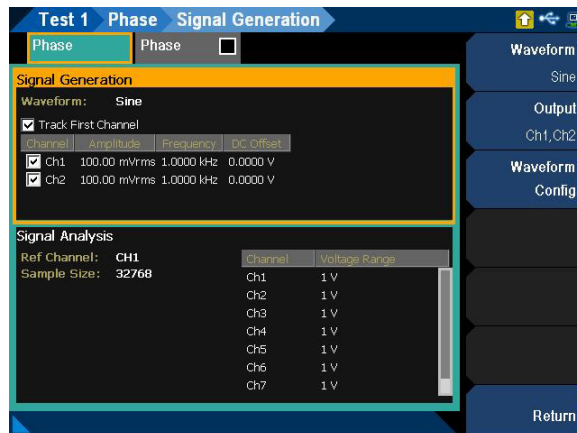 Test 1 Phase Signal Generation
Phase Phase
Waveform
Sine
Output
Ch1,Ch2
Waveform
Config
Return
Signal Generation
Waveform: Sine
Track First Channel
Channel Amplitude Frequency DC Offset
Ch1 100.00 mVrms 1.0000 kHz 0.0000 V
Ch2 100.00 mVrms 1.0000 kHz 0.0000 V
Signal Analysis
Ref Channel: CH1
Sample Size: 32768
Channel Voltage Range
Ch1 1 V
Ch2 1 V
Ch3 1 V
Ch4 1 V
Ch5 1 V
Ch6 1 V
Ch7 1 V